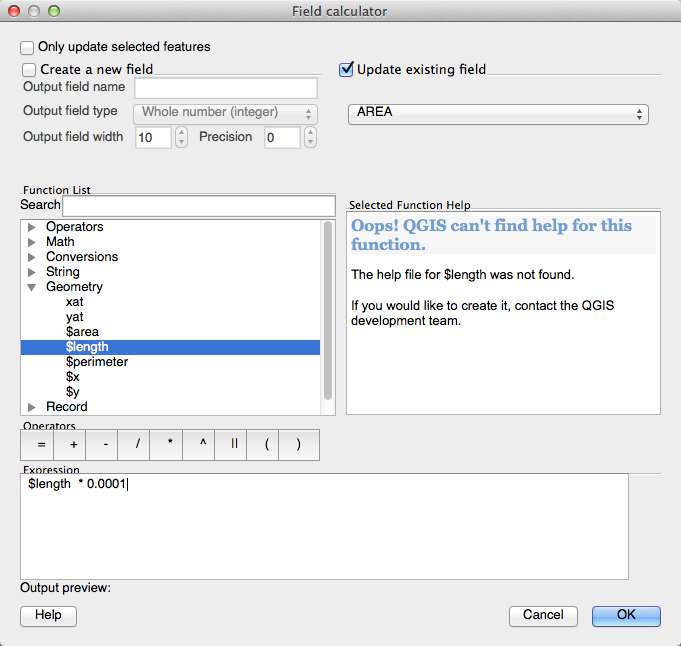 Field calculator
Only update selected features
Create a new field
Update existing field
Output field name
Output field type
Whole number (integer)
AREA
Output field width
10
Precision
0
Function List
Search
Operators
Math
Conversions
String
Geometry
xat
yat
$area
$length
$perimeter
$x
$y
Record
Selected Function Help
Oops! QGIS can't find help for this
function.
The help file for $length was not found.
If you would like to create it, contact the QGIS
development team.
Operators
= + - / * ^ || ( )
Expression
$length * 0.0001
Output preview:
Help
Cancel
OK